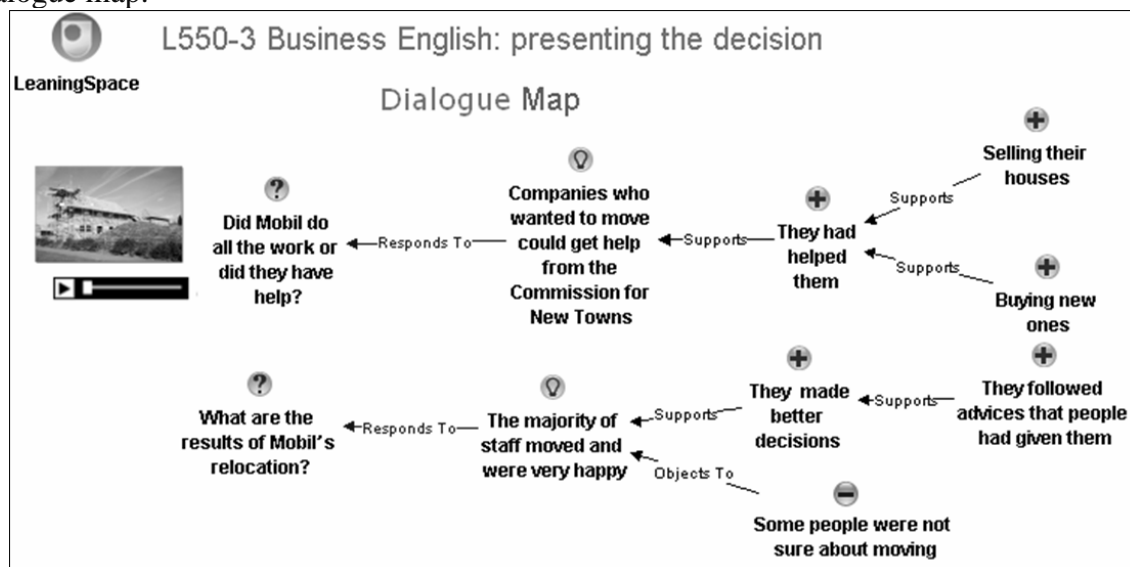 alogue map.
L550-3 Business English: presenting the decision
LeaningSpace
Dialogue Map
?
Did Mobil do
all the work or
did they have
help?
Responds To
Companies who
wanted to move
could get help
from the
Commission for
New Towns
Supports
They had
helped
them
Supports
Selling their
houses
Supports
Buying new
ones
?
What are the
results of Mobil's
relocation?
Responds To
The majority of
staff moved and
were very happy
Supports
They made
better
decisions
Supports
They followed
advices that people
had given them
Objects To
Some people were not
sure about moving